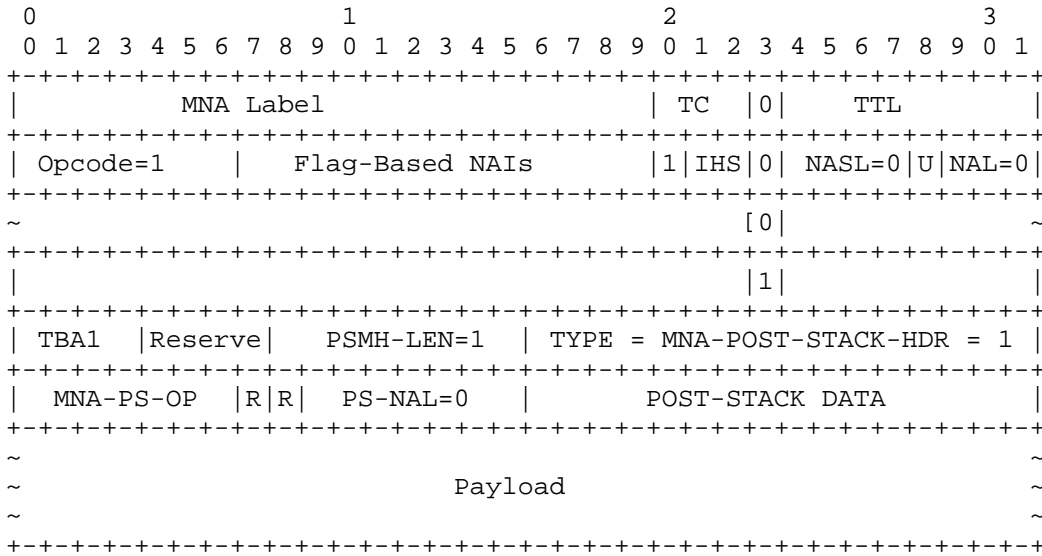 0                   1                   2                   3
 0 1 2 3 4 5 6 7 8 9 0 1 2 3 4 5 6 7 8 9 0 1 2 3 4 5 6 7 8 9 0 1
+-+-+-+-+-+-+-+-+-+-+-+-+-+-+-+-+-+-+-+-+-+-+-+-+-+-+-+-+-+-+-+-+
|          MNA Label                    | TC  |0|    TTL        |
+-+-+-+-+-+-+-+-+-+-+-+-+-+-+-+-+-+-+-+-+-+-+-+-+-+-+-+-+-+-+-+-+
| Opcode=1    |   Flag-Based NAIs       |1|IHS|0| NASL=0|U|NAL=0|
+-+-+-+-+-+-+-+-+-+-+-+-+-+-+-+-+-+-+-+-+-+-+-+-+-+-+-+-+-+-+-+-+
~                                             [0|               ~
+-+-+-+-+-+-+-+-+-+-+-+-+-+-+-+-+-+-+-+-+-+-+-+-+-+-+-+-+-+-+-+-+
|                                             |1|               |
+-+-+-+-+-+-+-+-+-+-+-+-+-+-+-+-+-+-+-+-+-+-+-+-+-+-+-+-+-+-+-+-+
| TBA1  |Reserve|   PSMH-LEN=1  | TYPE = MNA-POST-STACK-HDR = 1 |
+-+-+-+-+-+-+-+-+-+-+-+-+-+-+-+-+-+-+-+-+-+-+-+-+-+-+-+-+-+-+-+-+
|  MNA-PS-OP  |R|R|  PS-NAL=0   |       POST-STACK DATA         |
+-+-+-+-+-+-+-+-+-+-+-+-+-+-+-+-+-+-+-+-+-+-+-+-+-+-+-+-+-+-+-+-+
~                                                               ~
~                           Payload                             ~
~                                                               ~
+-+-+-+-+-+-+-+-+-+-+-+-+-+-+-+-+-+-+-+-+-+-+-+-+-+-+-+-+-+-+-+-+